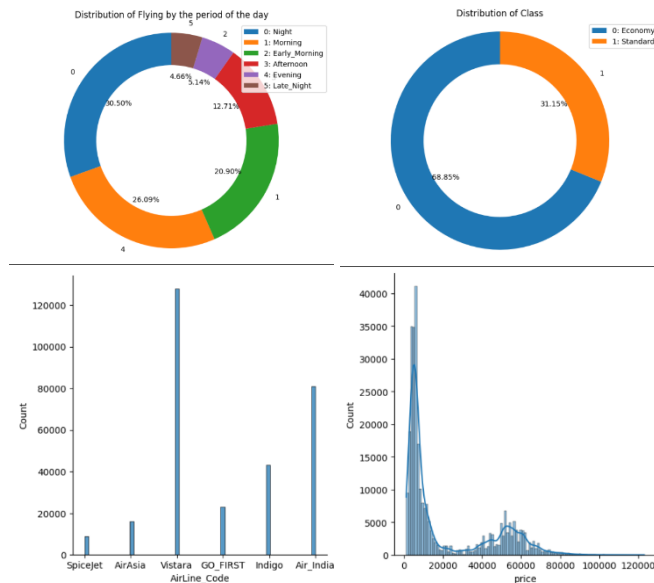 Distribution of Flying by the period of the day
5
2
0: Night
1: Morning
2: Early_Morning
3: Afternoon
4: Evening
5: Late_Night
0
4.66%
5.14%
30.50%
12.71%
20.90%
26.09%
1
4
Distribution of Class
0: Economy
1: Standard
1
31.15%
68.85%
0
120000
100000
80000
60000
40000
20000
0
Count
SpiceJet
AirAsia
Vistara
GO_FIRST
Indigo
Air_India
AirLine_Code
40000
35000
30000
25000
20000
15000
10000
5000
0
Count
0
20000
40000
60000
80000
100000
120000
price